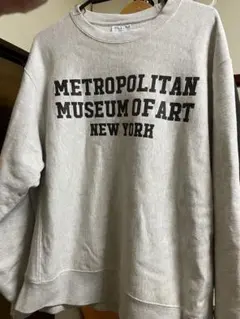 METROPOLITAN
MUSEUM OF ART
NEW YORK